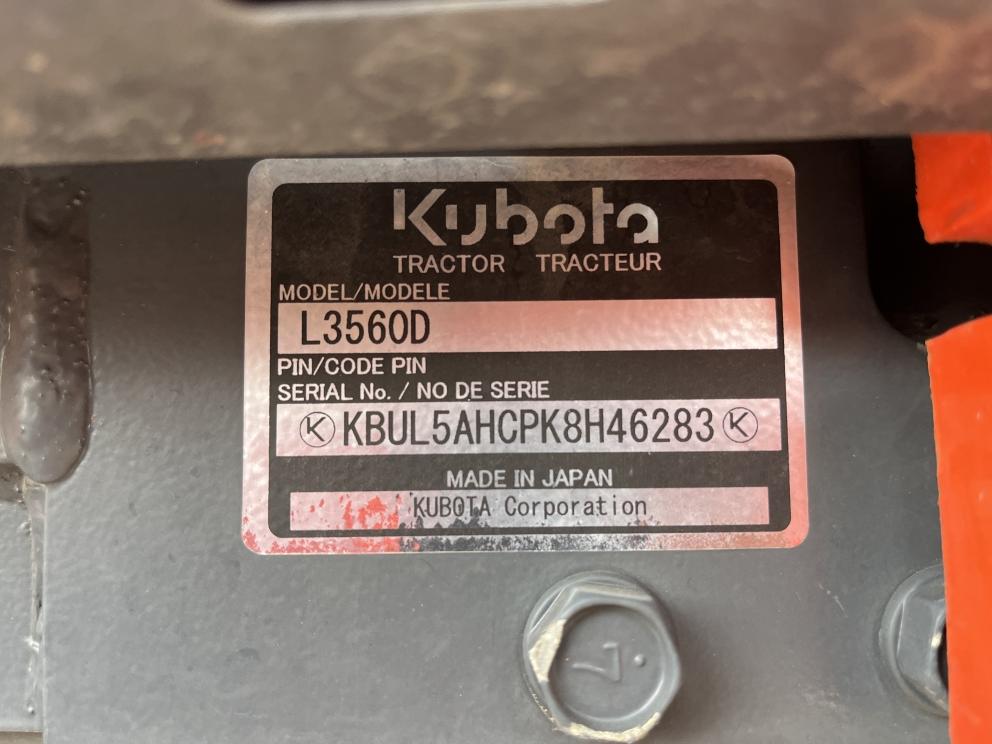 Kubota
TRACTOR TRACTEUR
MODEL/MODELE
L3560D
PIN/CODE PIN
SERIAL No. / NO DE SERIE
KBUL5AHCPK8H46283
MADE IN JAPAN
KUBOTA Corporation
7